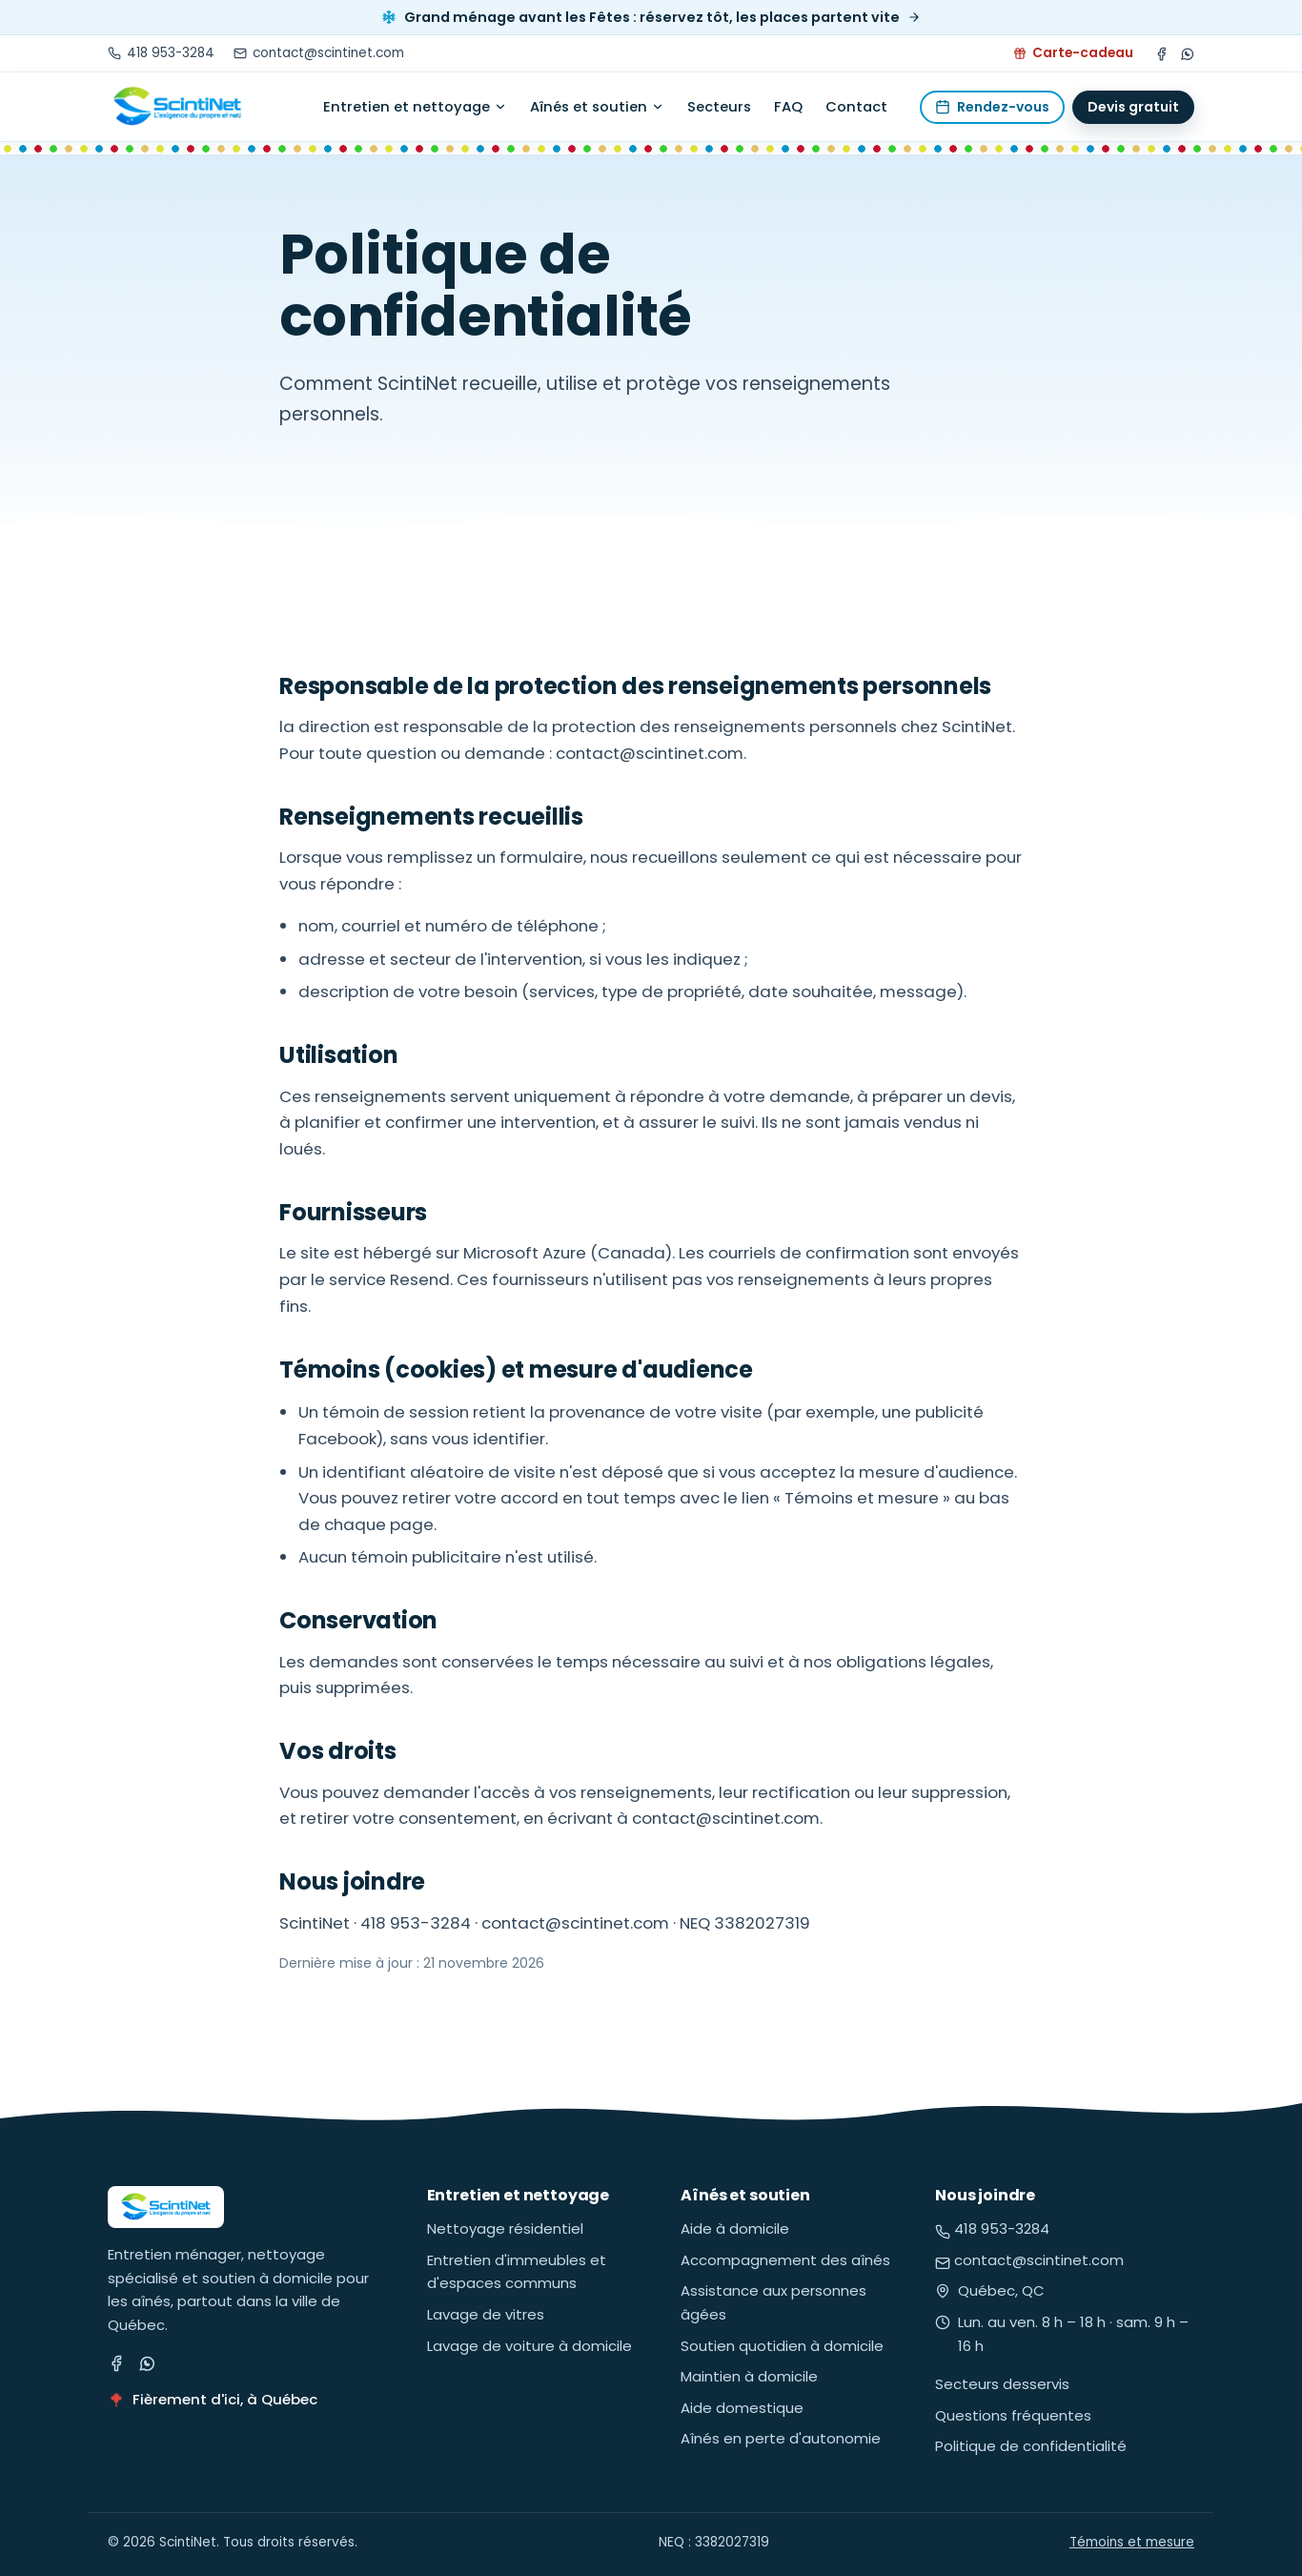 Grand ménage avant les Fêtes : réservez tôt, les places partent vite
418 953-3284
contact@scintinet.com
Carte-cadeau
ScintiNet
L'exigence du propre et net!
Entretien et nettoyage
Aînés et soutien
Secteurs
FAQ
Contact
Rendez-vous
Devis gratuit
Politique de
confidentialité
Comment ScintiNet recueille, utilise et protège vos renseignements
personnels.
Responsable de la protection des renseignements personnels
la direction est responsable de la protection des renseignements personnels chez ScintiNet.
Pour toute question ou demande : contact@scintinet.com.
Renseignements recueillis
Lorsque vous remplissez un formulaire, nous recueillons seulement ce qui est nécessaire pour
vous répondre :
• nom, courriel et numéro de téléphone ;
• adresse et secteur de l'intervention, si vous les indiquez ;
• description de votre besoin (services, type de propriété, date souhaitée, message).
Utilisation
Ces renseignements servent uniquement à répondre à votre demande, à préparer un devis,
à planifier et confirmer une intervention, et à assurer le suivi. Ils ne sont jamais vendus ni
loués.
Fournisseurs
Le site est hébergé sur Microsoft Azure (Canada). Les courriels de confirmation sont envoyés
par le service Resend. Ces fournisseurs n'utilisent pas vos renseignements à leurs propres
fins.
Témoins (cookies) et mesure d'audience
• Un témoin de session retient la provenance de votre visite (par exemple, une publicité
Facebook), sans vous identifier.
• Un identifiant aléatoire de visite n'est déposé que si vous acceptez la mesure d'audience.
Vous pouvez retirer votre accord en tout temps avec le lien « Témoins et mesure » au bas
de chaque page.
• Aucun témoin publicitaire n'est utilisé.
Conservation
Les demandes sont conservées le temps nécessaire au suivi et à nos obligations légales,
puis supprimées.
Vos droits
Vous pouvez demander l'accès à vos renseignements, leur rectification ou leur suppression,
et retirer votre consentement, en écrivant à contact@scintinet.com.
Nous joindre
ScintiNet · 418 953-3284 · contact@scintinet.com · NEQ 3382027319
Dernière mise à jour : 21 novembre 2026
ScintiNet
L'exigence du propre et net!
Entretien ménager, nettoyage
spécialisé et soutien à domicile pour
les aînés, partout dans la ville de
Québec.
Fièrement d'ici, à Québec
Entretien et nettoyage
Nettoyage résidentiel
Entretien d'immeubles et
d'espaces communs
Lavage de vitres
Lavage de voiture à domicile
Aînés et soutien
Aide à domicile
Accompagnement des aînés
Assistance aux personnes
âgées
Soutien quotidien à domicile
Maintien à domicile
Aide domestique
Aînés en perte d'autonomie
Nous joindre
418 953-3284
contact@scintinet.com
Québec, QC
Lun. au ven. 8 h – 18 h · sam. 9 h –
16 h
Secteurs desservis
Questions fréquentes
Politique de confidentialité
© 2026 ScintiNet. Tous droits réservés.
NEQ : 3382027319
Témoins et mesure